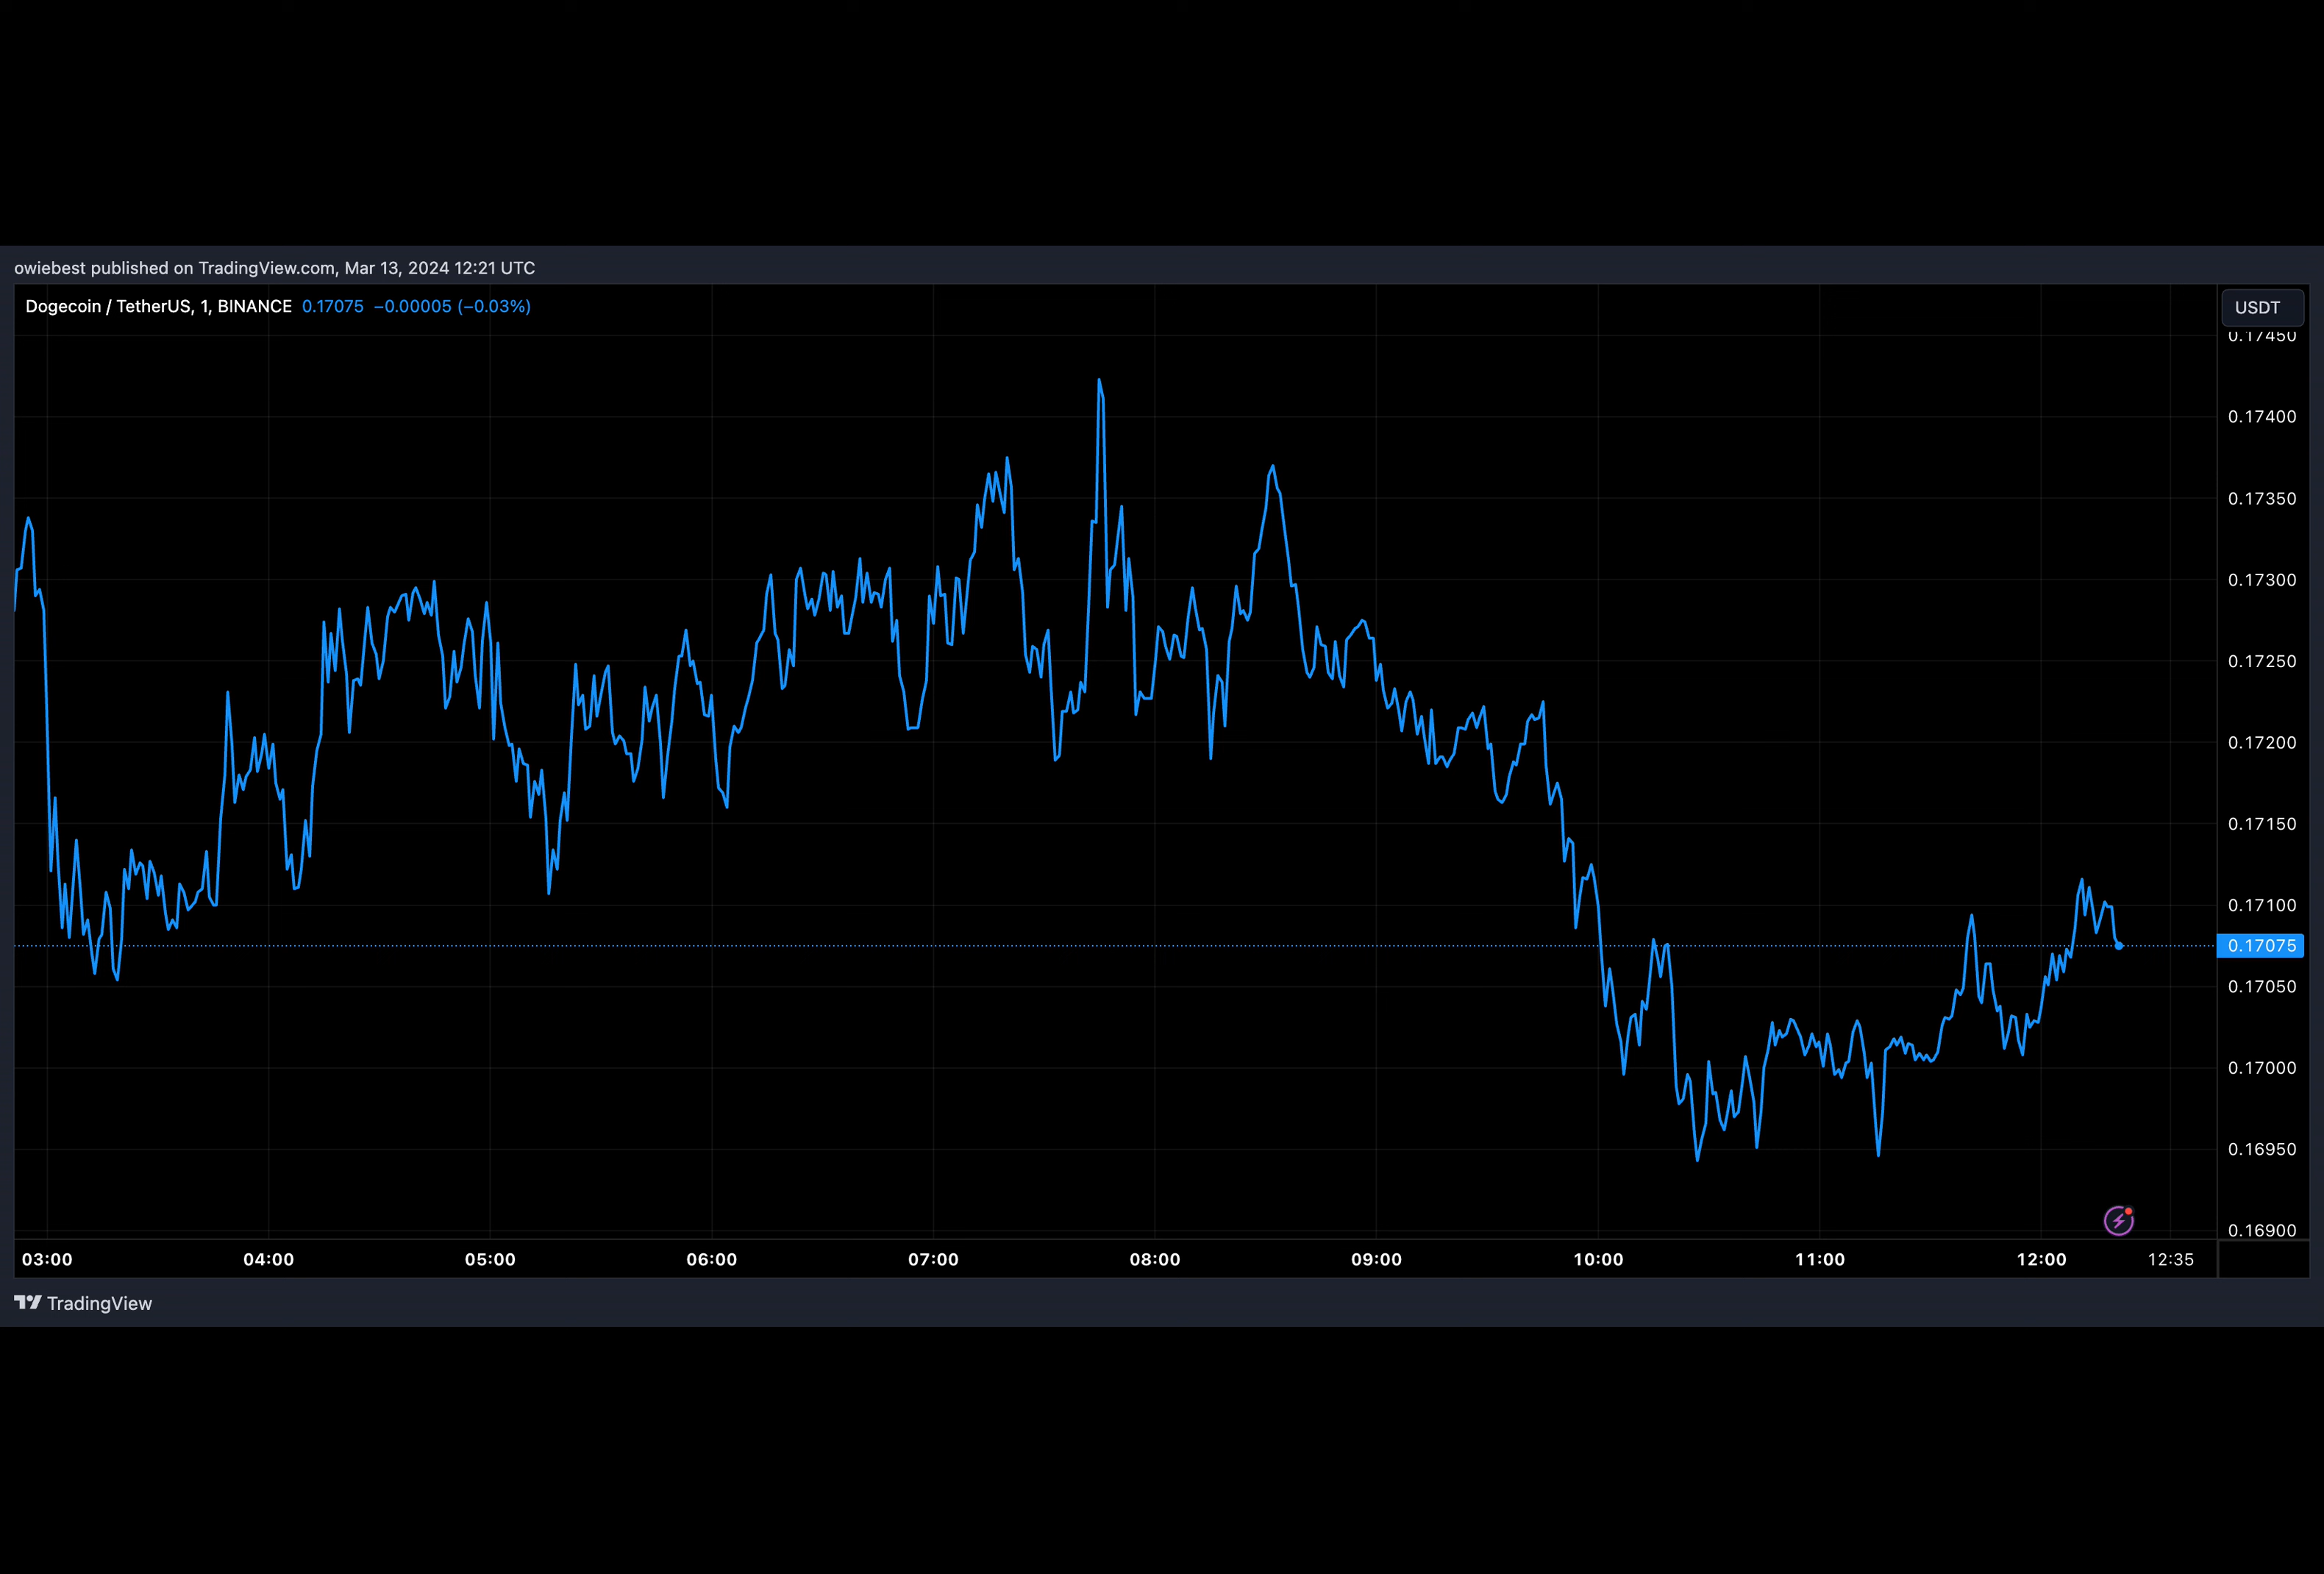 owiebest published on TradingView.com, Mar 13, 2024 12:21 UTC
Dogecoin / TetherUS, 1, BINANCE 0.17075 −0.00005 (−0.03%)
USDT
0.17450
0.17400
0.17350
0.17300
0.17250
0.17200
0.17150
0.17100
0.17075
0.17050
0.17000
0.16950
0.16900
03:00 04:00 05:00 06:00 07:00 08:00 09:00 10:00 11:00 12:00 12:35
TradingView